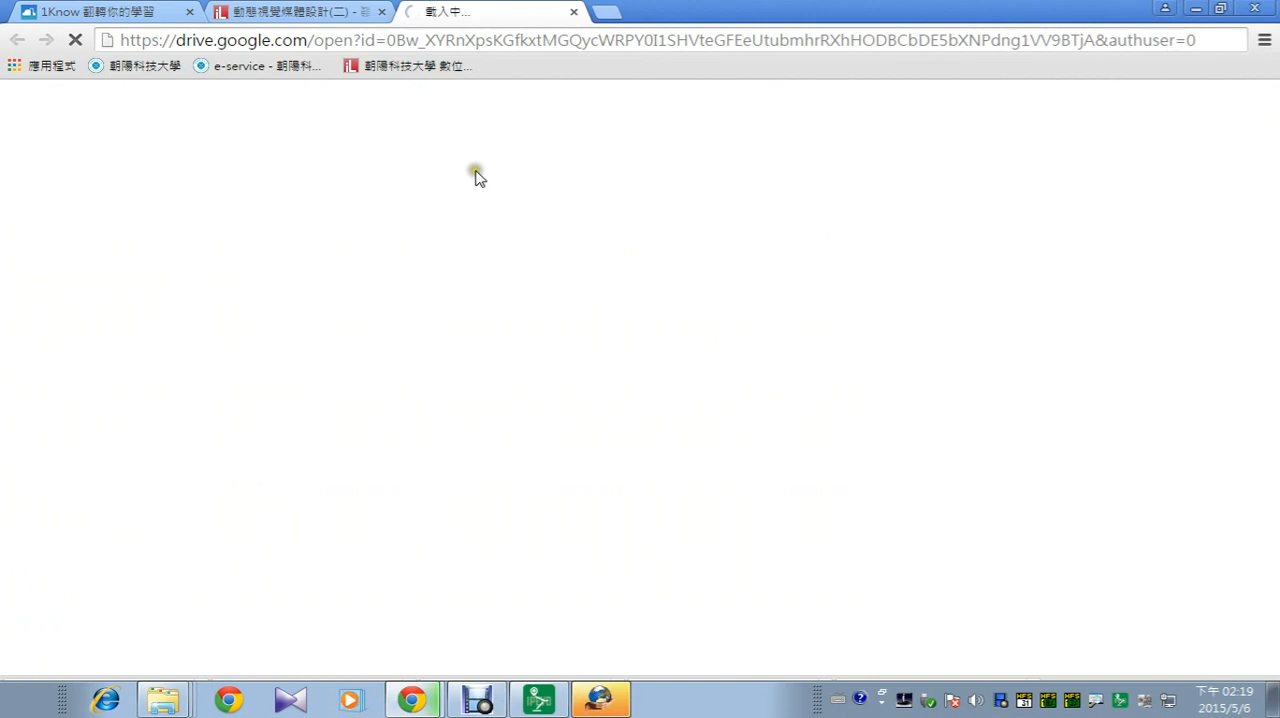 1Know 翻轉你的學習
動態視覺媒體設計(二) -
載入中...
https://drive.google.com/open?id=0Bw_XYRnXpsKGfkxtMGQycWRPY0I1SHVteGFEeUtubmhrRXhHODBCbDE5bXNPdng1VV9BTjA&authuser=0
應用程式
朝陽科技大學
e-service - 朝陽科...
朝陽科技大學 數位...
下午 02:19
2015/5/6